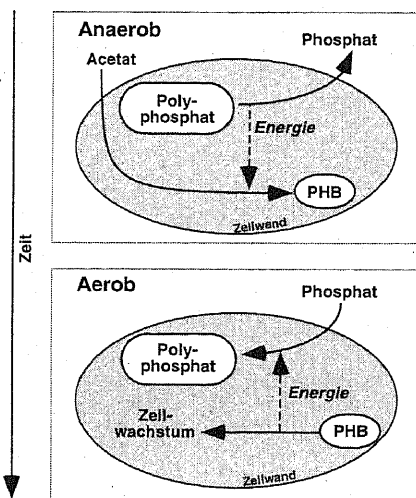 Zeit
Anaerob
Phosphat
Acetat
Poly-
phosphat
Energie
PHB
Zellwand
Aerob
Phosphat
Poly-
phosphat
Energie
Zell-
wachstum
PHB
Zellwand